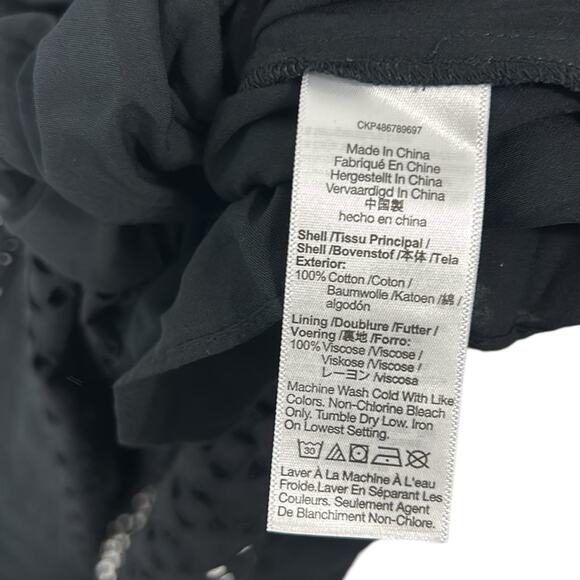 CKP486789697
Made In China
Fabriqué En Chine
Hergestellt In China
Vervaardigd In China
中国製
hecho en china
Shell /Tissu Principal /
Shell /Bovenstof /本体 /Tela
Exterior:
100% Cotton /Coton /
Baumwolle /Katoen /綿 /
algodón
Lining /Doublure /Futter /
Voering /裏地 /Forro:
100% Viscose /Viscose /
Viskose /Viscose /
レーヨン /Viscosa
Machine Wash Cold With Like
Colors. Non-Chlorine Bleach
Only. Tumble Dry Low. Iron
On Lowest Setting.
30
Laver À La Machine À L'eau
Froide.Laver En Séparant Les
Couleurs. Seulement Agent
De Blanchiment Non-Chlore.